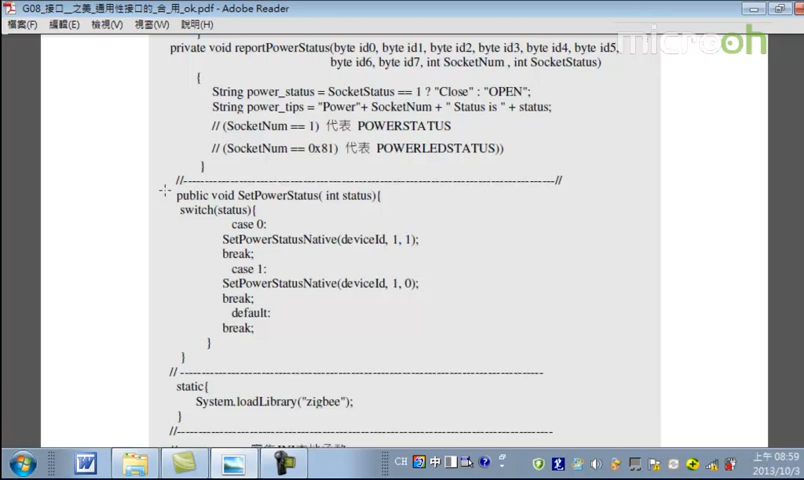 G08_接口__之美_通用性接口的_合_用_ok.pdf - Adobe Reader
檔案(F) 編輯(E) 檢視(V) 視窗(W) 說明(H)
microoh
}
private void reportPowerStatus(byte id0, byte id1, byte id2, byte id3, byte id4, byte id5,
byte id6, byte id7, int SocketNum , int SocketStatus)
{
String power_status = SocketStatus == 1 ? "Close" : "OPEN";
String power_tips = "Power"+ SocketNum + " Status is " + status;
// (SocketNum == 1) 代表 POWERSTATUS
// (SocketNum == 0x81) 代表 POWERLEDSTATUS))
}
//---------------------------------------------------------------------------------------//
public void SetPowerStatus( int status){
switch(status){
case 0:
SetPowerStatusNative(deviceId, 1, 1);
break;
case 1:
SetPowerStatusNative(deviceId, 1, 0);
break;
default:
break;
}
}
// ------------------------------------------------------------------------------------
static{
System.loadLibrary("zigbee");
}
//---------------------------------------------------------------------------------------
CH 中
上午 08:59
2013/10/3